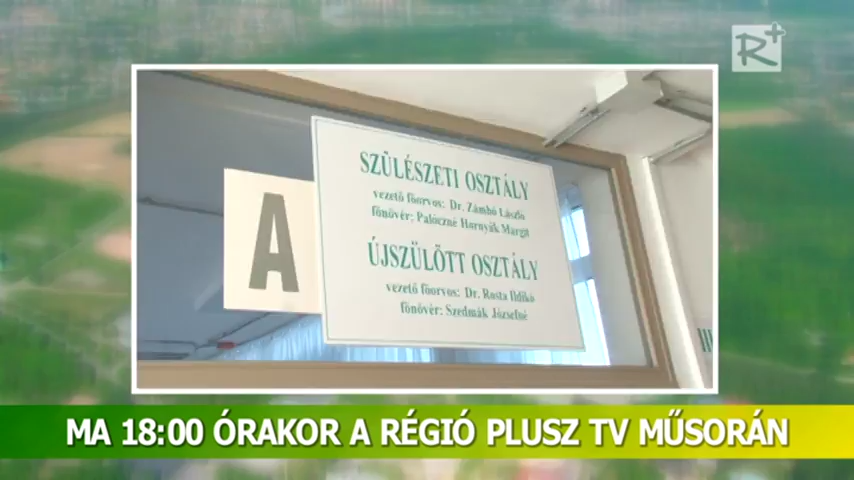 R+
SZÜLÉSZETI OSZTÁLY
vezető főorvos: Dr. Zámbó László
főnővér: Palóczné Hornyák Margit
A
ÚJSZÜLÖTT OSZTÁLY
vezető főorvos: Dr. Rosta Ildikó
főnővér: Szedmák Józsefné
MA 18:00 ÓRAKOR A RÉGIÓ PLUSZ TV MŰSORÁN